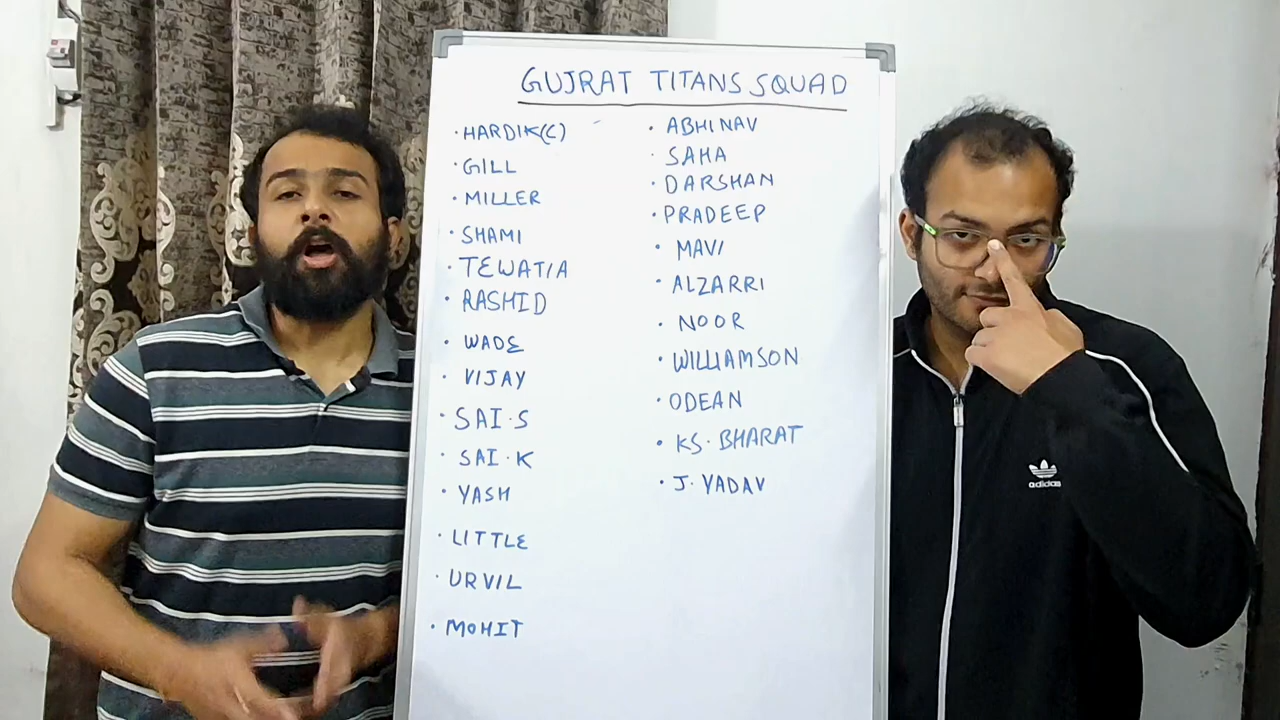 GUJRAT TITANS SQUAD
· HARDIK(C)
· GILL
· MILLER
· SHAMI
· TEWATIA
· RASHID
· WADE
· VIJAY
· SAI·S
· SAI·K
· YASH
· LITTLE
· URVIL
· MOHIT
· ABHINAV
· SAHA
· DARSHAN
· PRADEEP
· MAVI
· ALZARRI
· NOOR
· WILLIAMSON
· ODEAN
· KS·BHARAT
· J·YADAV
adidas